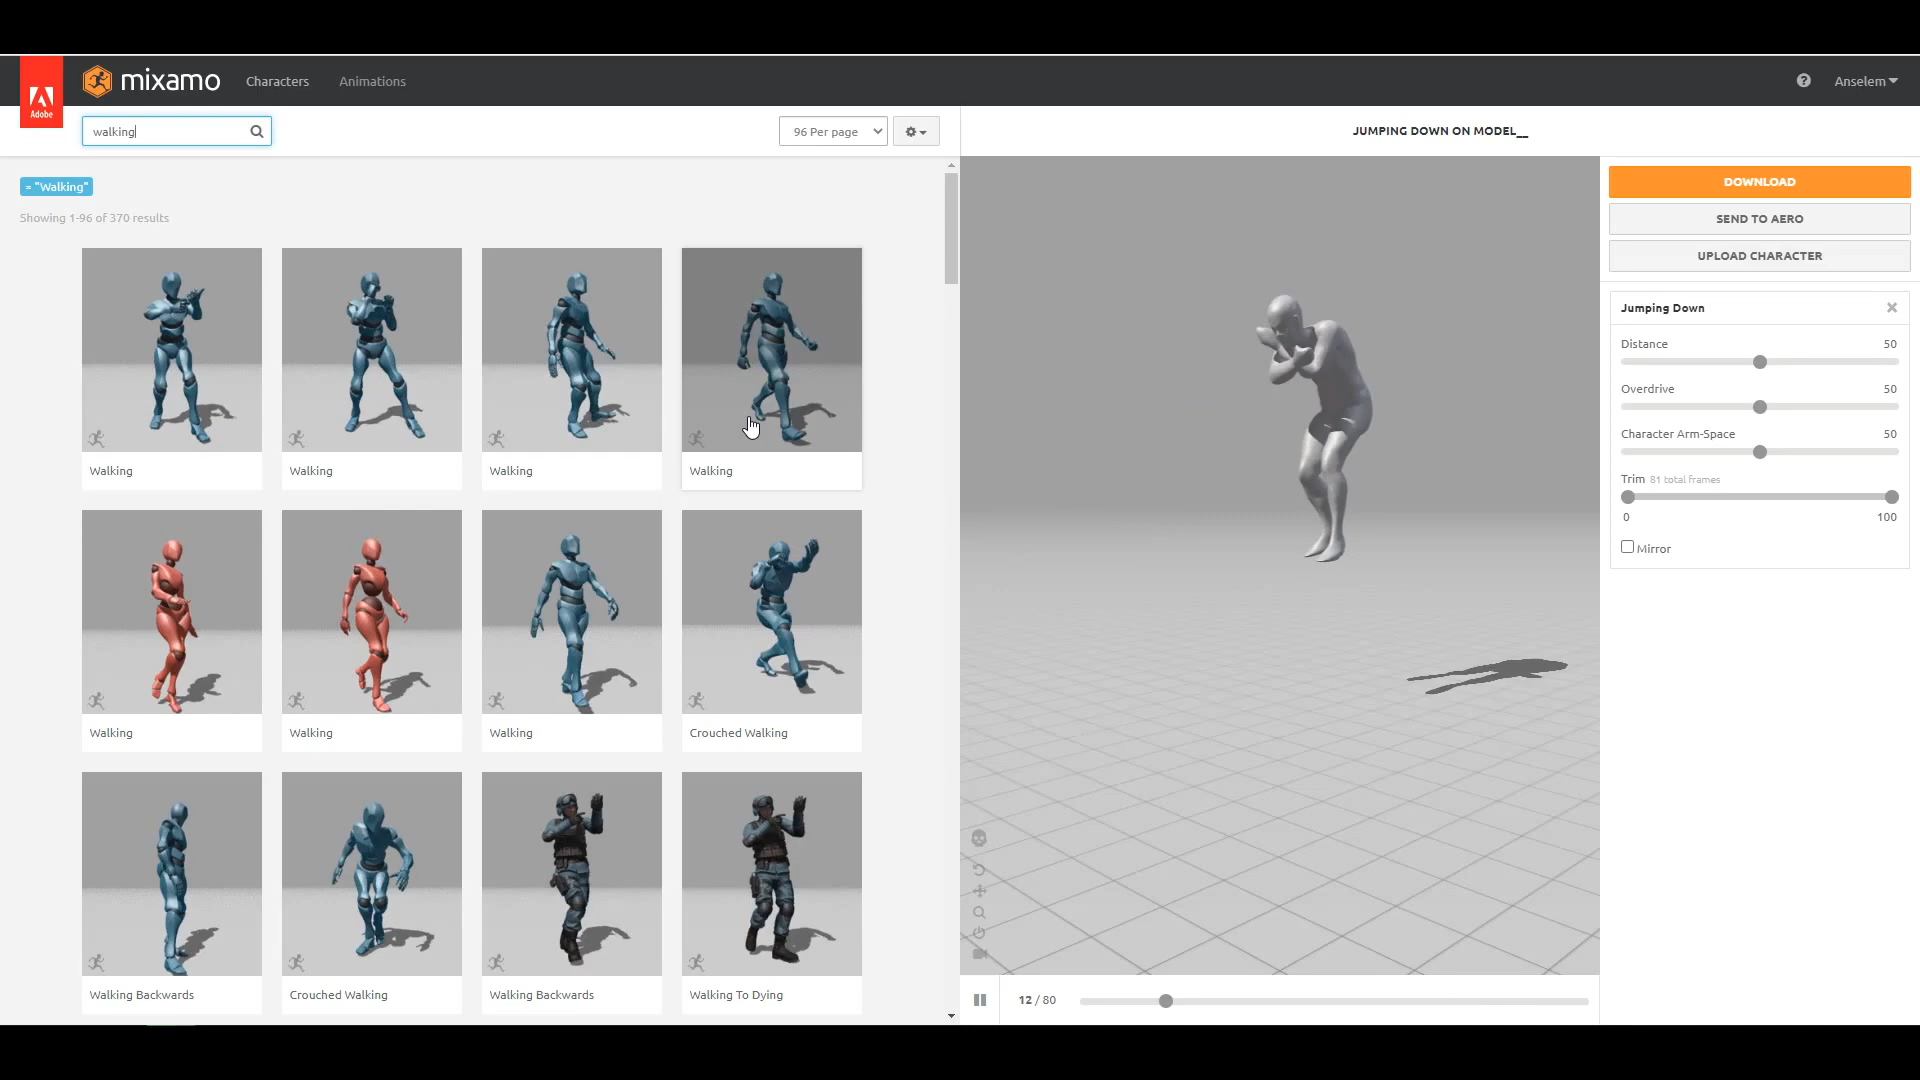 Adobe
mixamo
Characters
Animations
Anselem
walking
96 Per page
JUMPING DOWN ON MODEL__
= "Walking"
Showing 1-96 of 370 results
Walking
Walking
Walking
Walking
Walking
Walking
Walking
Crouched Walking
Walking Backwards
Crouched Walking
Walking Backwards
Walking To Dying
12 / 80
DOWNLOAD
SEND TO AERO
UPLOAD CHARACTER
Jumping Down
Distance 50
Overdrive 50
Character Arm-Space 50
Trim 81 total frames
0 100
Mirror